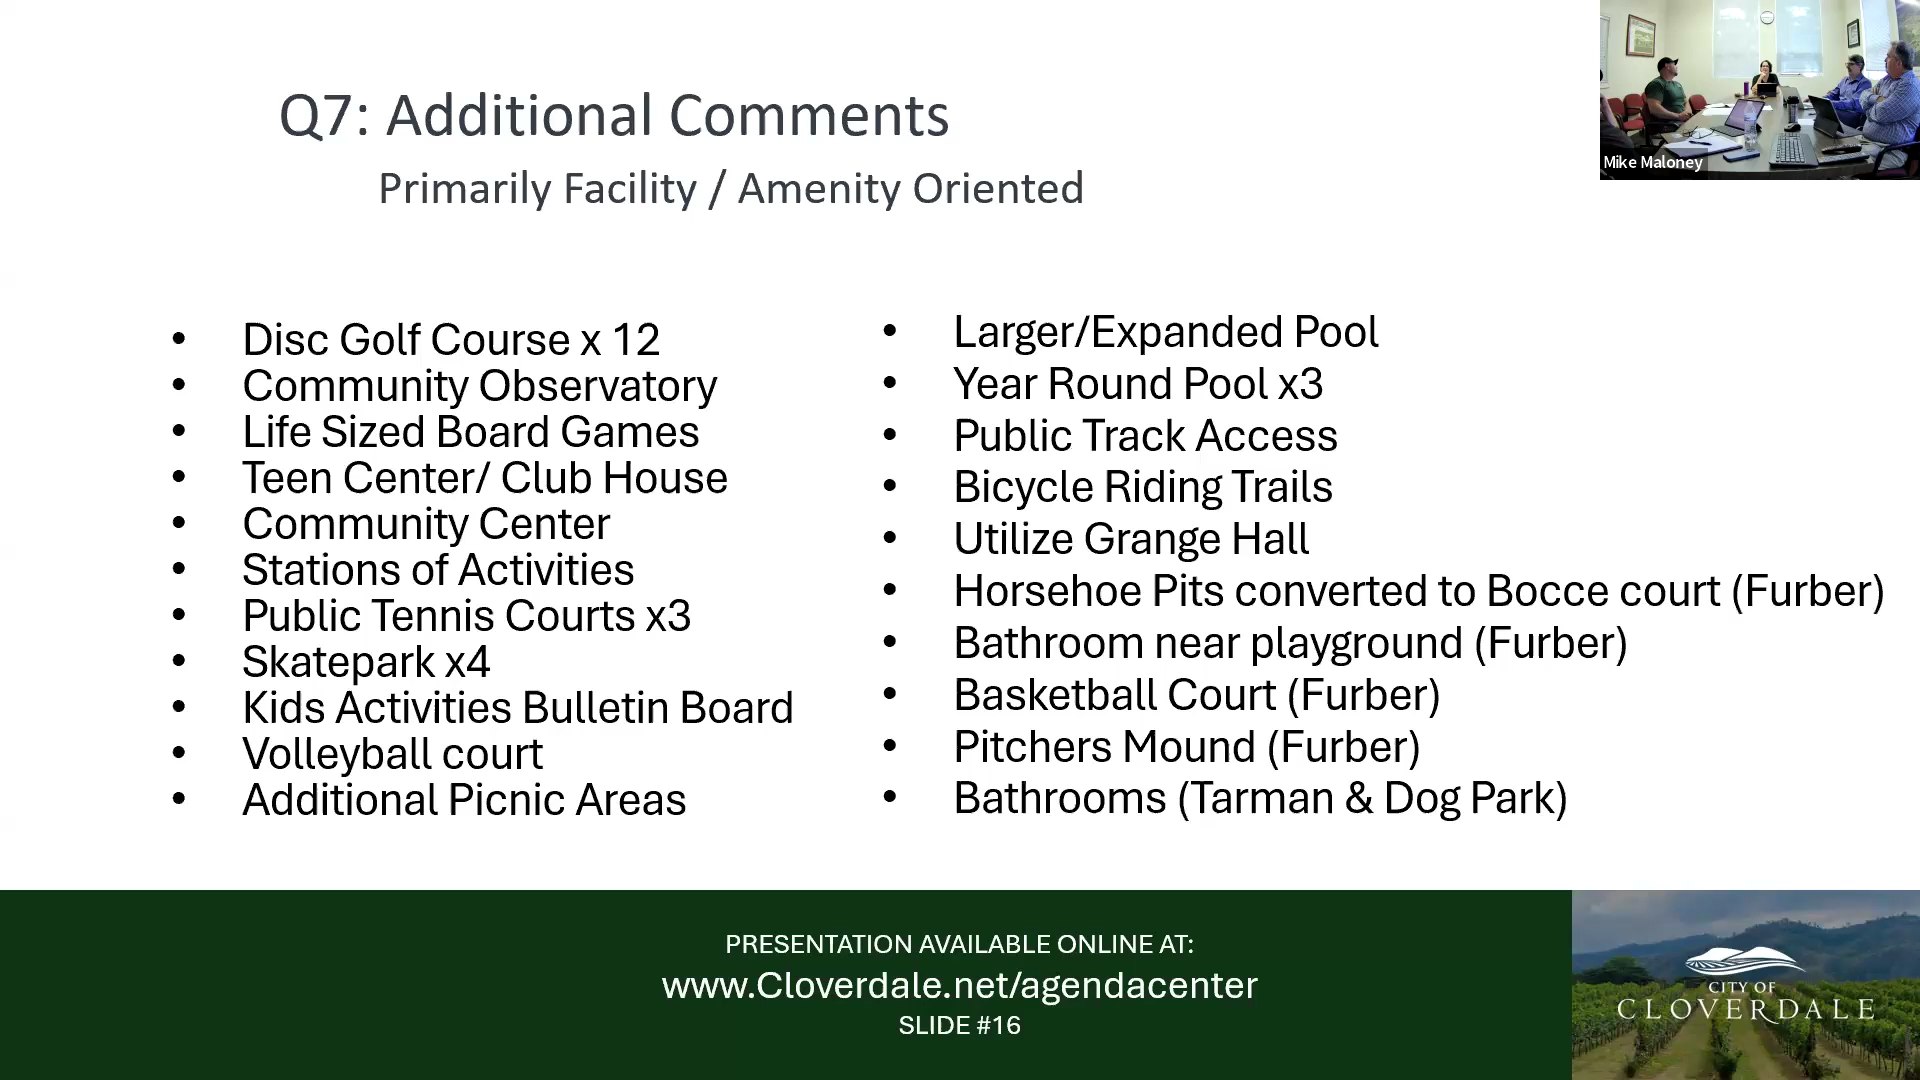 Q7: Additional Comments
Primarily Facility / Amenity Oriented
Mike Maloney
• Disc Golf Course x 12
• Community Observatory
• Life Sized Board Games
• Teen Center/ Club House
• Community Center
• Stations of Activities
• Public Tennis Courts x3
• Skatepark x4
• Kids Activities Bulletin Board
• Volleyball court
• Additional Picnic Areas
• Larger/Expanded Pool
• Year Round Pool x3
• Public Track Access
• Bicycle Riding Trails
• Utilize Grange Hall
• Horsehoe Pits converted to Bocce court (Furber)
• Bathroom near playground (Furber)
• Basketball Court (Furber)
• Pitchers Mound (Furber)
• Bathrooms (Tarman & Dog Park)
PRESENTATION AVAILABLE ONLINE AT:
www.Cloverdale.net/agendacenter
SLIDE #16
CITY OF
CLOVERDALE